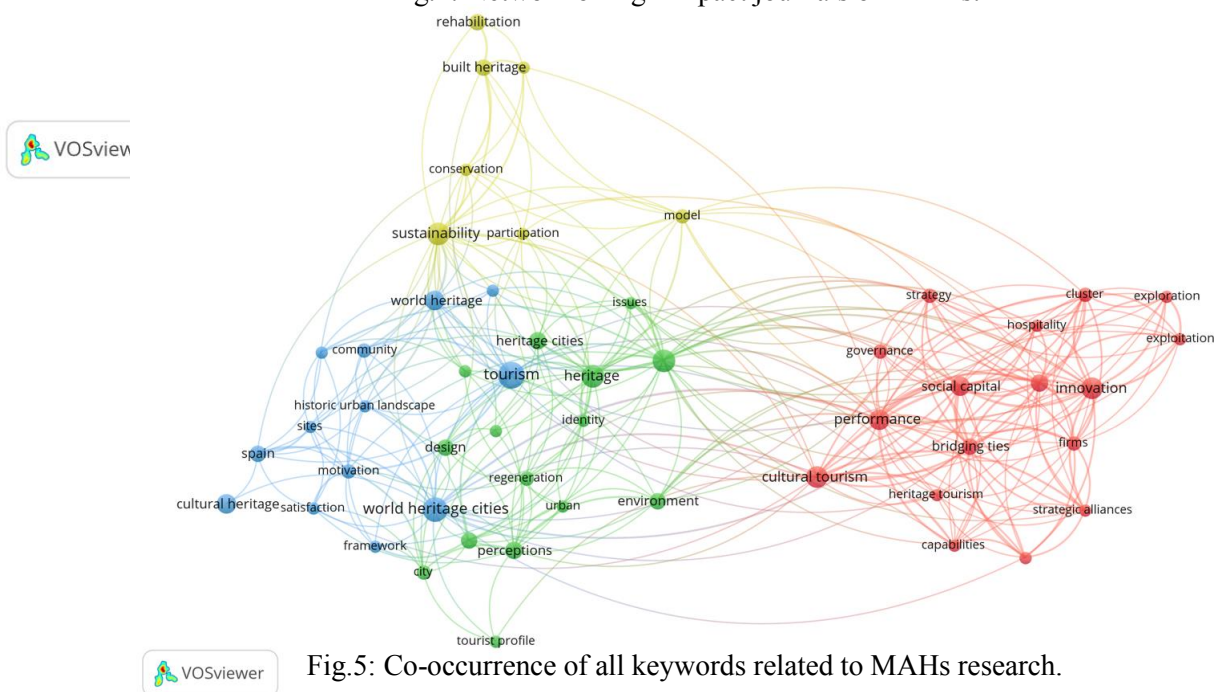 rehabilitation
built heritage
VOSview
conservation
model
sustainability participation
world heritage
issues
strategy
cluster
exploration
hospitality
heritage cities
exploitation
community
governance
tourism
heritage
social capital
innovation
historic urban landscape
identity
performance
sites
design
bridging ties
firms
spain
motivation
regeneration
cultural tourism
cultural heritage
satisfaction
world heritage cities
urban
environment
heritage tourism
strategic alliances
framework
perceptions
capabilities
city
tourist profile
VOSviewer
Fig.5: Co-occurrence of all keywords related to MAHs research.